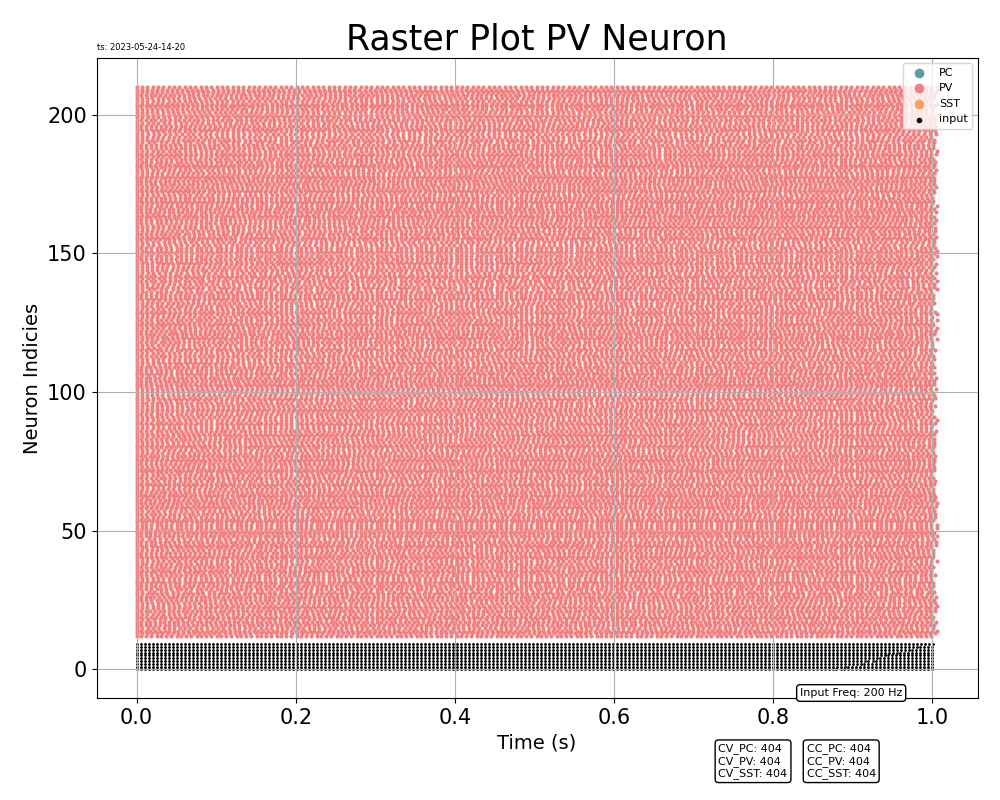 Raster Plot PV Neuron
ts: 2023-05-24-14-20
PC
PV
SST
input
200
150
100
50
0
Neuron Indicies
Input Freq: 200 Hz
0.0 0.2 0.4 0.6 0.8 1.0
Time (s)
CV_PC: 404
CV_PV: 404
CV_SST: 404
CC_PC: 404
CC_PV: 404
CC_SST: 404